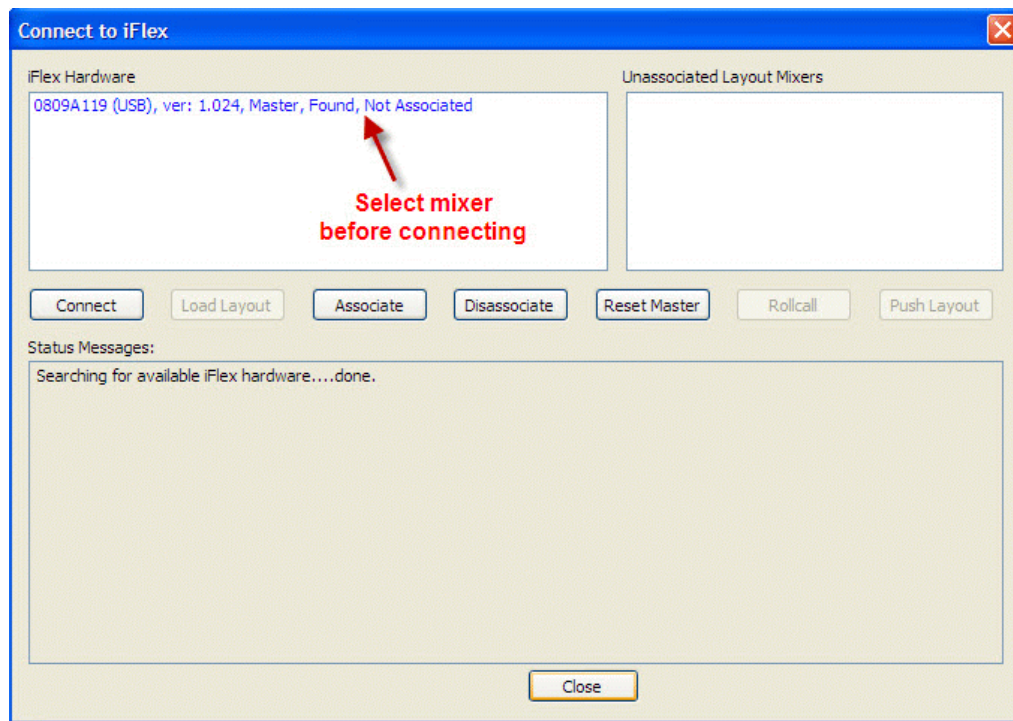 Connect to iFlex
iFlex Hardware
Unassociated Layout Mixers
0809A119 (USB), ver: 1.024, Master, Found, Not Associated
Select mixer
before connecting
Connect
Load Layout
Associate
Disassociate
Reset Master
Rollcall
Push Layout
Status Messages:
Searching for available iFlex hardware....done.
Close